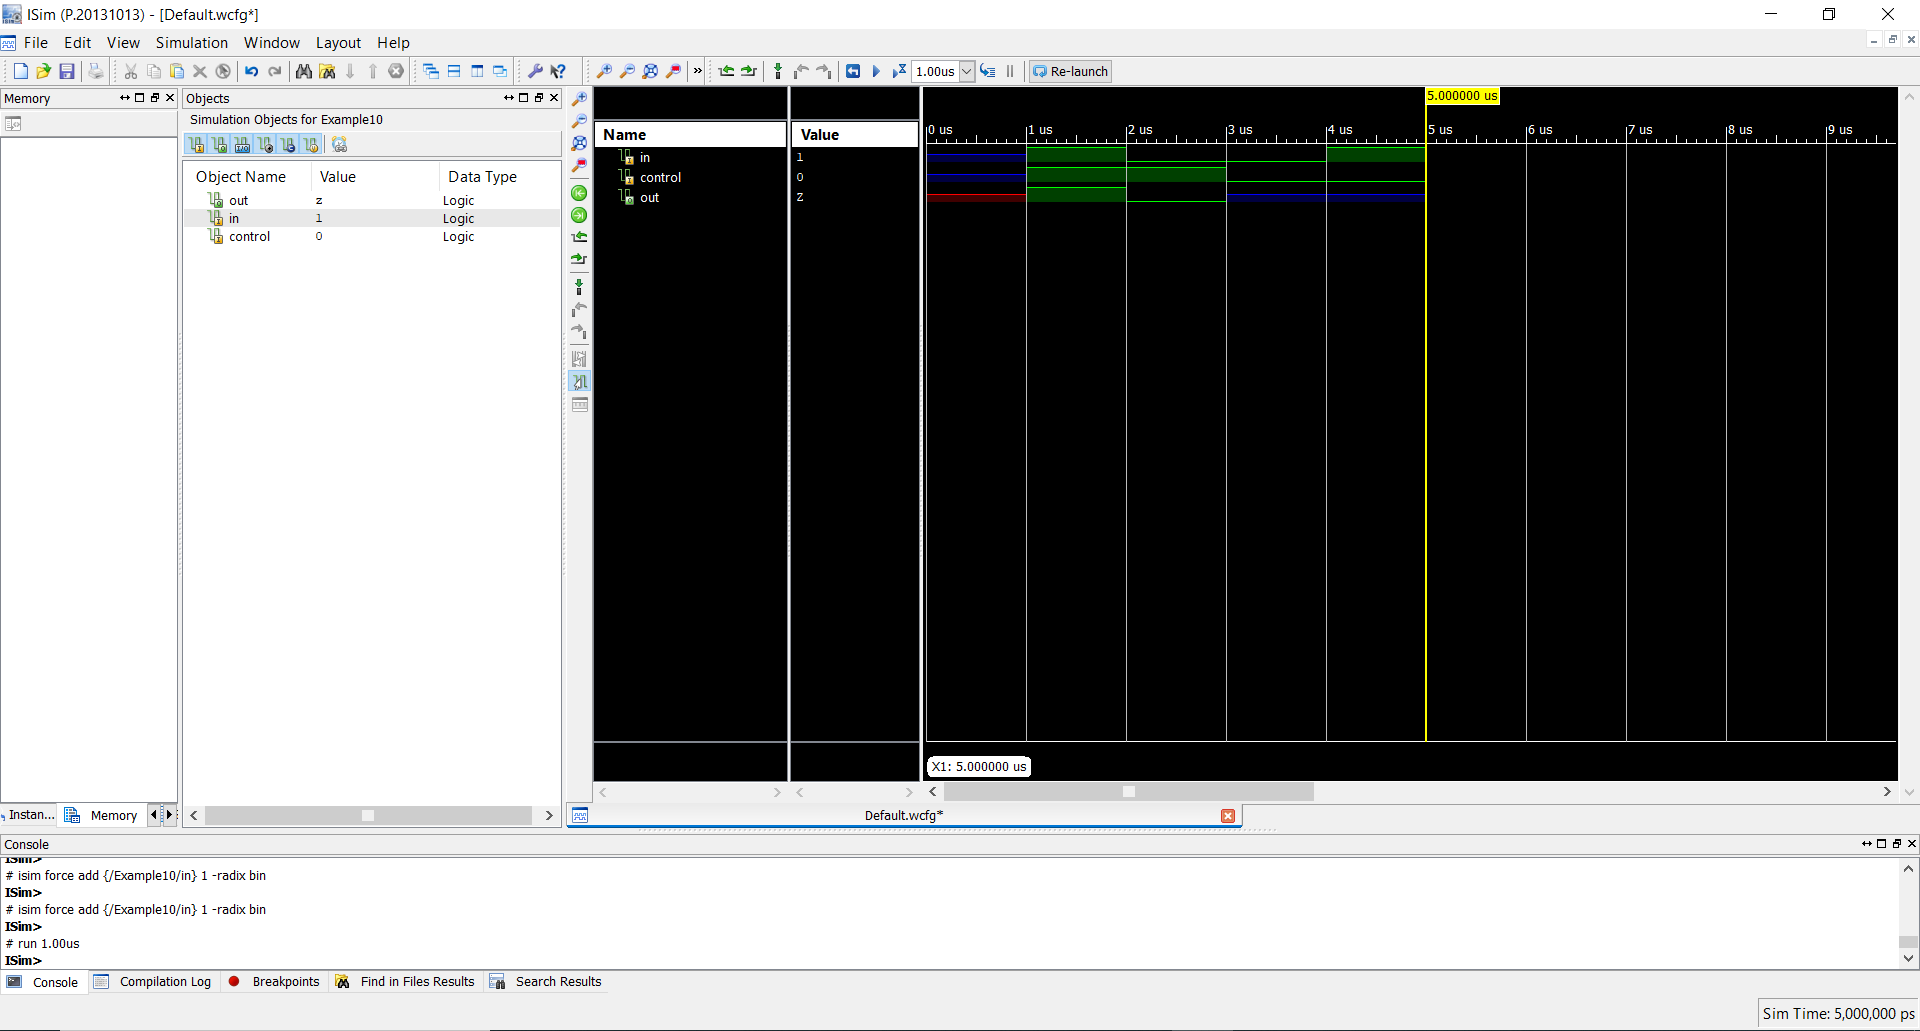 ISim (P.20131013) - [Default.wcfg*]
File Edit View Simulation Window Layout Help
» 1.00us Re-launch
Memory
Objects
Simulation Objects for Example10
Object Name Value Data Type
out z Logic
in 1 Logic
control 0 Logic
Name Value
in 1
control 0
out z
5.000000 us
0 us 1 us 2 us 3 us 4 us 5 us 6 us 7 us 8 us 9 us
X1: 5.000000 us
Instan... Memory
Default.wcfg*
Console
ISim>
# isim force add {/Example10/in} 1 -radix bin
ISim>
# isim force add {/Example10/in} 1 -radix bin
ISim>
# run 1.00us
ISim>
Console Compilation Log Breakpoints Find in Files Results Search Results
Sim Time: 5,000,000 ps